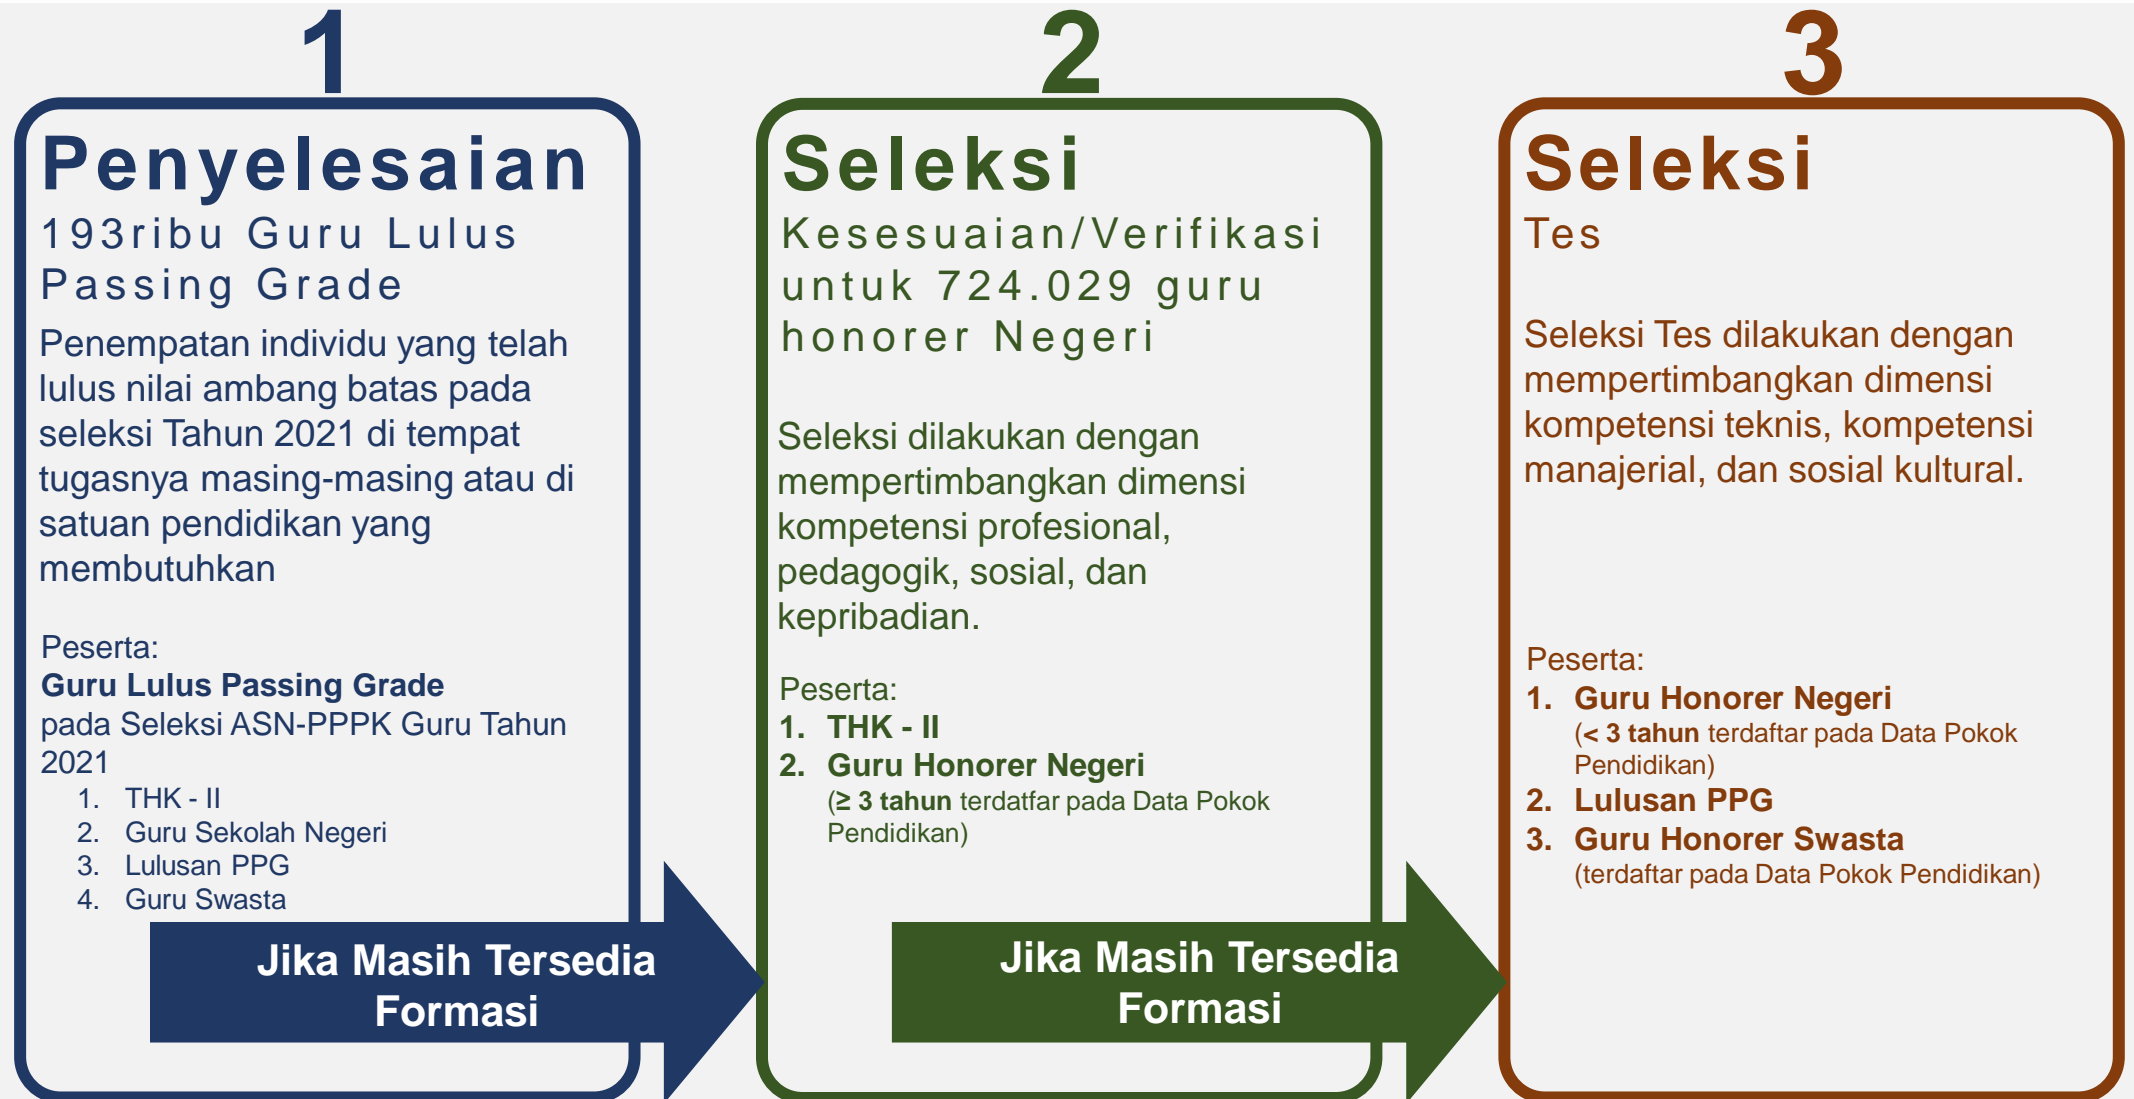 1
Penyelesaian
193ribu Guru Lulus
Passing Grade
Penempatan individu yang telah
lulus nilai ambang batas pada
seleksi Tahun 2021 di tempat
tugasnya masing-masing atau di
satuan pendidikan yang
membutuhkan
Peserta:
Guru Lulus Passing Grade
pada Seleksi ASN-PPPK Guru Tahun
2021
1. THK - II
2. Guru Sekolah Negeri
3. Lulusan PPG
4. Guru Swasta
Jika Masih Tersedia
Formasi
2
Seleksi
Kesesuaian/Verifikasi
untuk 724.029 guru
honorer Negeri
Seleksi dilakukan dengan
mempertimbangkan dimensi
kompetensi profesional,
pedagogik, sosial, dan
kepribadian.
Peserta:
1. THK - II
2. Guru Honorer Negeri
(≥ 3 tahun terdatfar pada Data Pokok
Pendidikan)
Jika Masih Tersedia
Formasi
3
Seleksi
Tes
Seleksi Tes dilakukan dengan
mempertimbangkan dimensi
kompetensi teknis, kompetensi
manajerial, dan sosial kultural.
Peserta:
1. Guru Honorer Negeri
(< 3 tahun terdaftar pada Data Pokok
Pendidikan)
2. Lulusan PPG
3. Guru Honorer Swasta
(terdaftar pada Data Pokok Pendidikan)